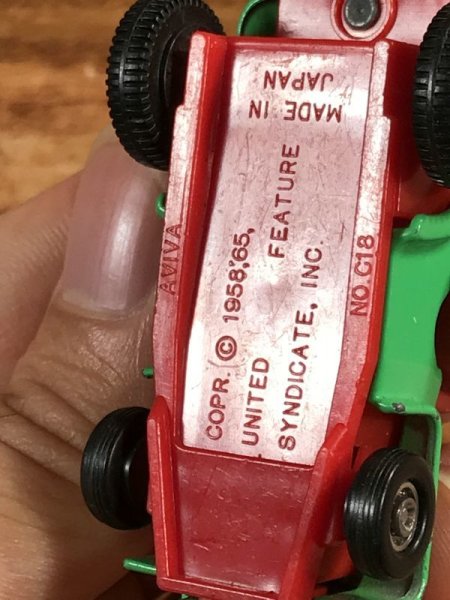 MADE IN
JAPAN
AVIVA
COPR. © 1958,'65,
UNITED FEATURE
SYNDICATE, INC.
NO.C18